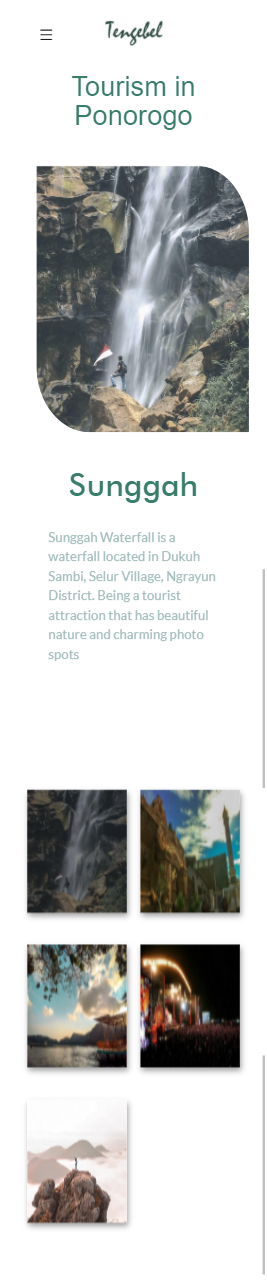 Tengebel
Tourism in
Ponorogo
Sunggah
Sunggah Waterfall is a
waterfall located in Dukuh
Sambi, Selur Village, Ngrayun
District. Being a tourist
attraction that has beautiful
nature and charming photo
spots